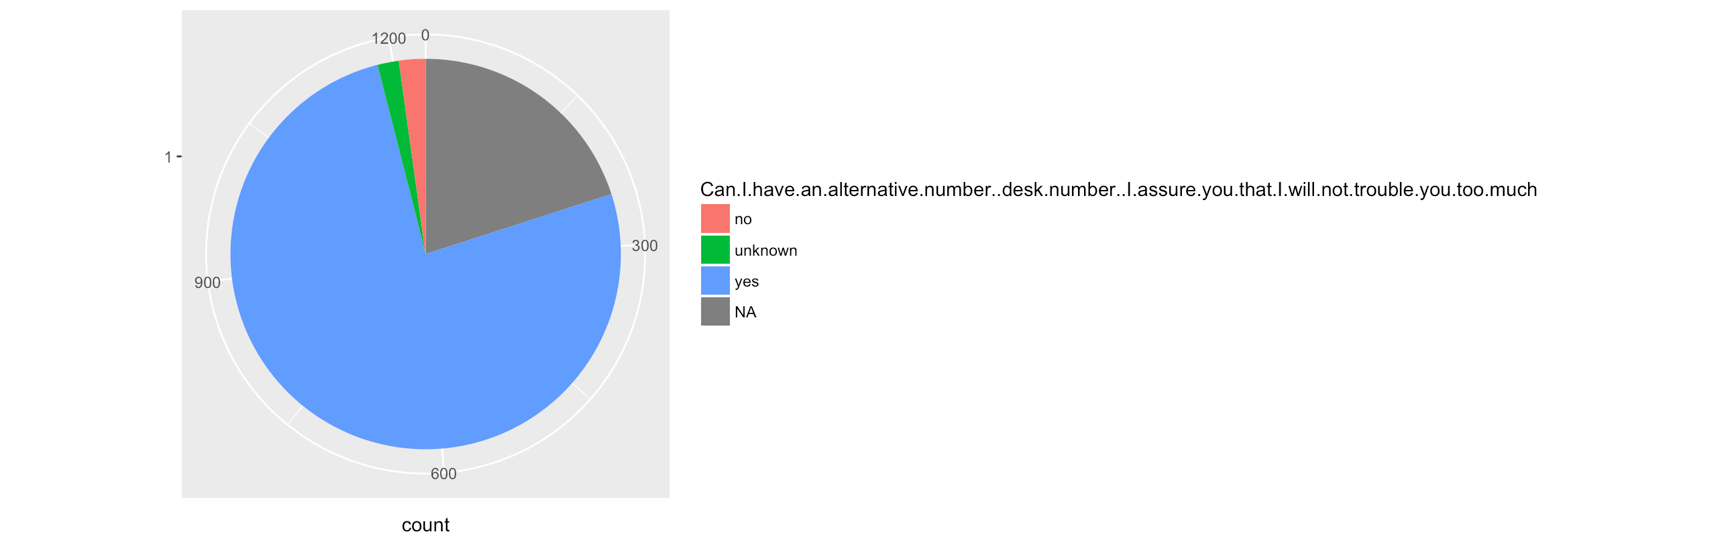 1200
0
1
300
900
600
count
Can.I.have.an.alternative.number..desk.number..I.assure.you.that.I.will.not.trouble.you.too.much
no
unknown
yes
NA